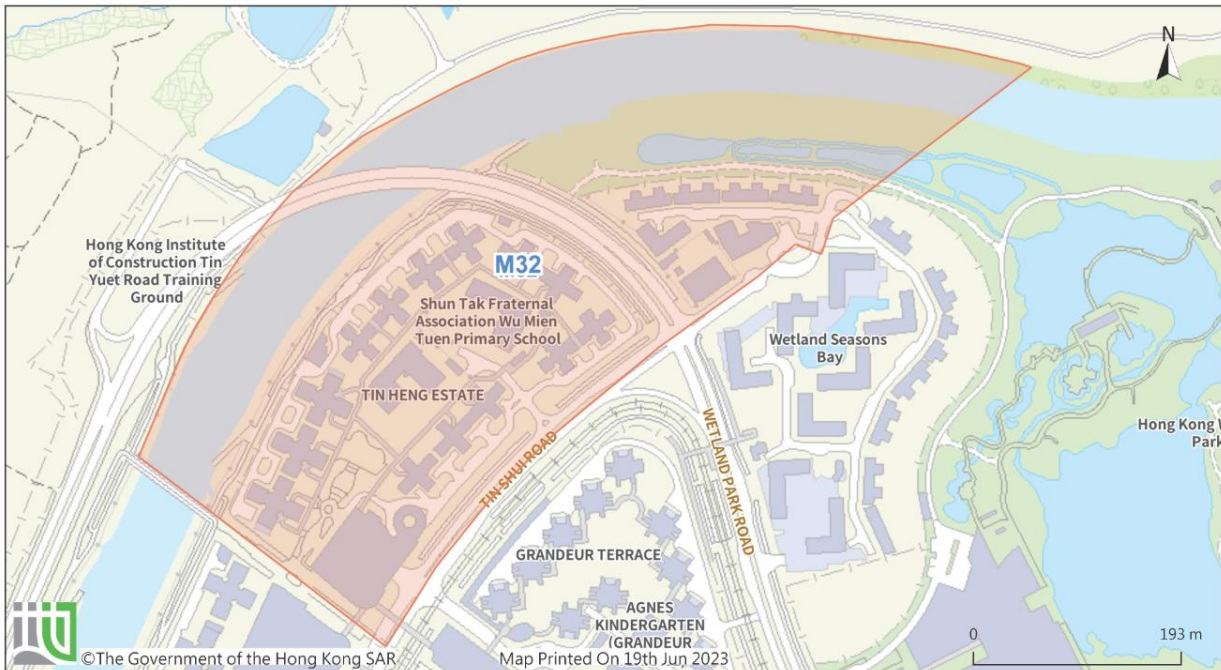 N
Hong Kong Institute
of Construction Tin
Yuet Road Training
Ground
M32
Shun Tak Fraternal
Association Wu Mien
Tuen Primary School
TIN HENG ESTATE
Wetland Seasons
Bay
Hong Kong W
Park
TIN SHUI ROAD
WETLAND PARK ROAD
GRANDEUR TERRACE
AGNES
KINDERGARTEN
(GRANDEUR
0
193 m
©The Government of the Hong Kong SAR
Map Printed On 19th Jun 2023